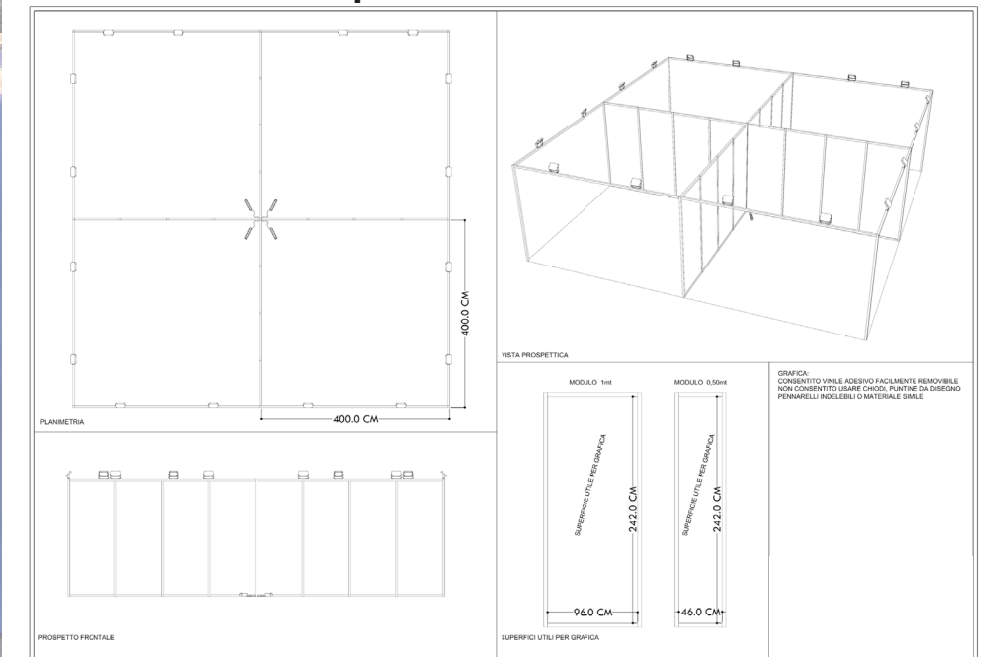 400.0 CM
400.0 CM
PLANIMETRIA
PROSPETTO FRONTALE
VISTA PROSPETTICA
MODULO 1mt
MODULO 0,50mt
SUPERFICIE UTILE PER GRAFICA
242.0 CM
96.0 CM
SUPERFICIE UTILE PER GRAFICA
242.0 CM
46.0 CM
SUPERFICI UTILI PER GRAFICA
GRAFICA:
CONSENTITO VINILE ADESIVO FACILMENTE REMOVIBILE
NON CONSENTITO USARE CHIODI, PUNTINE DA DISEGNO
PENNARELLI INDELEBILI O MATERIALE SIMILE